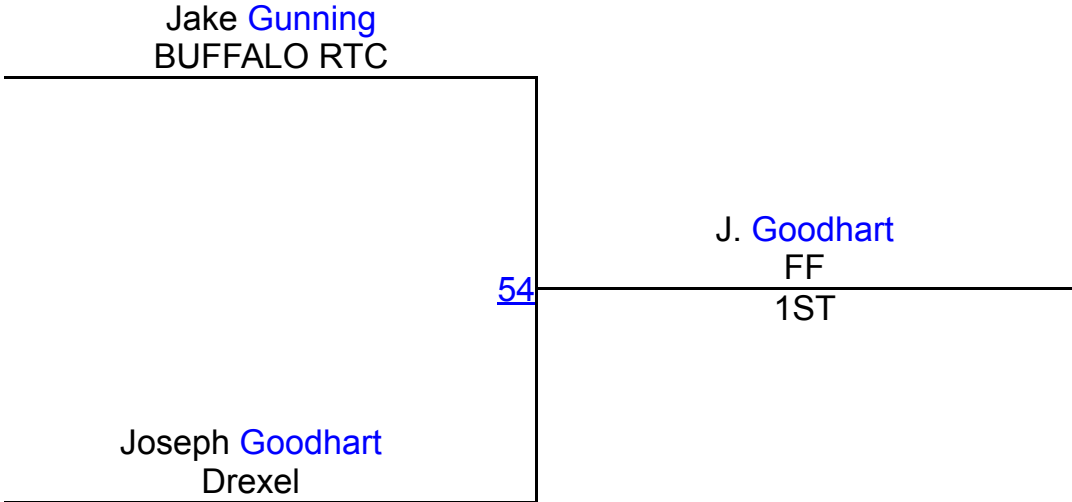 Jake Gunning
BUFFALO RTC
J. Goodhart
FF
54
1ST
Joseph Goodhart
Drexel